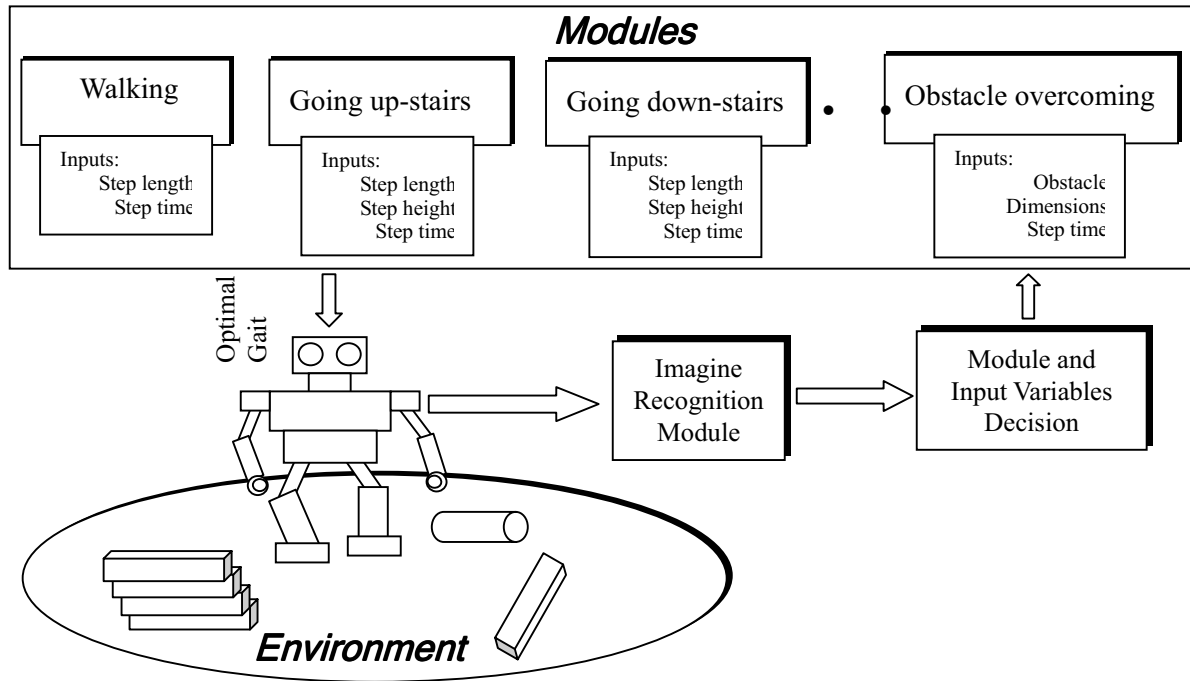 Modules
Walking
Inputs:
Step length
Step time
Going up-stairs
Inputs:
Step length
Step height
Step time
Going down-stairs
Inputs:
Step length
Step height
Step time
• •
Obstacle overcoming
Inputs:
Obstacle
Dimensions
Step time
Optimal
Gait
Imagine
Recognition
Module
Module and
Input Variables
Decision
Environment